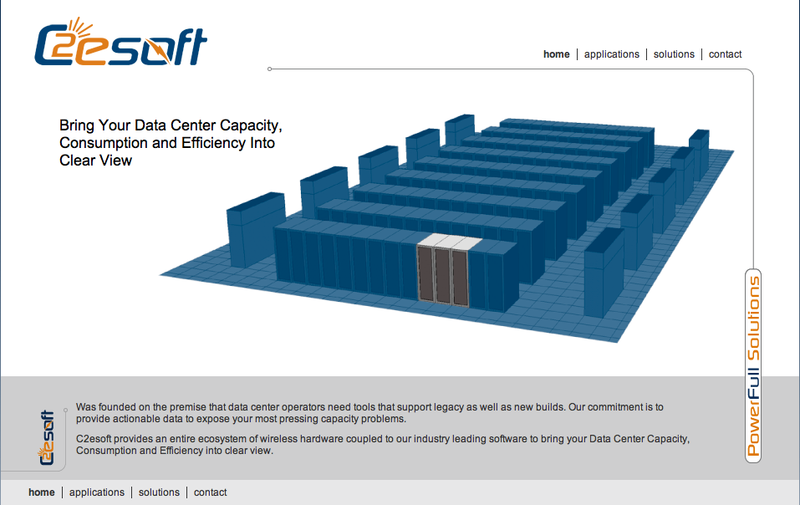 C2esoft
home | applications | solutions | contact
Bring Your Data Center Capacity,
Consumption and Efficiency Into
Clear View
PowerFull Solutions
C2esoft
Was founded on the premise that data center operators need tools that support legacy as well as new builds. Our commitment is to
provide actionable data to expose your most pressing capacity problems.
C2esoft provides an entire ecosystem of wireless hardware coupled to our industry leading software to bring your Data Center Capacity,
Consumption and Efficiency into clear view.
home | applications | solutions | contact